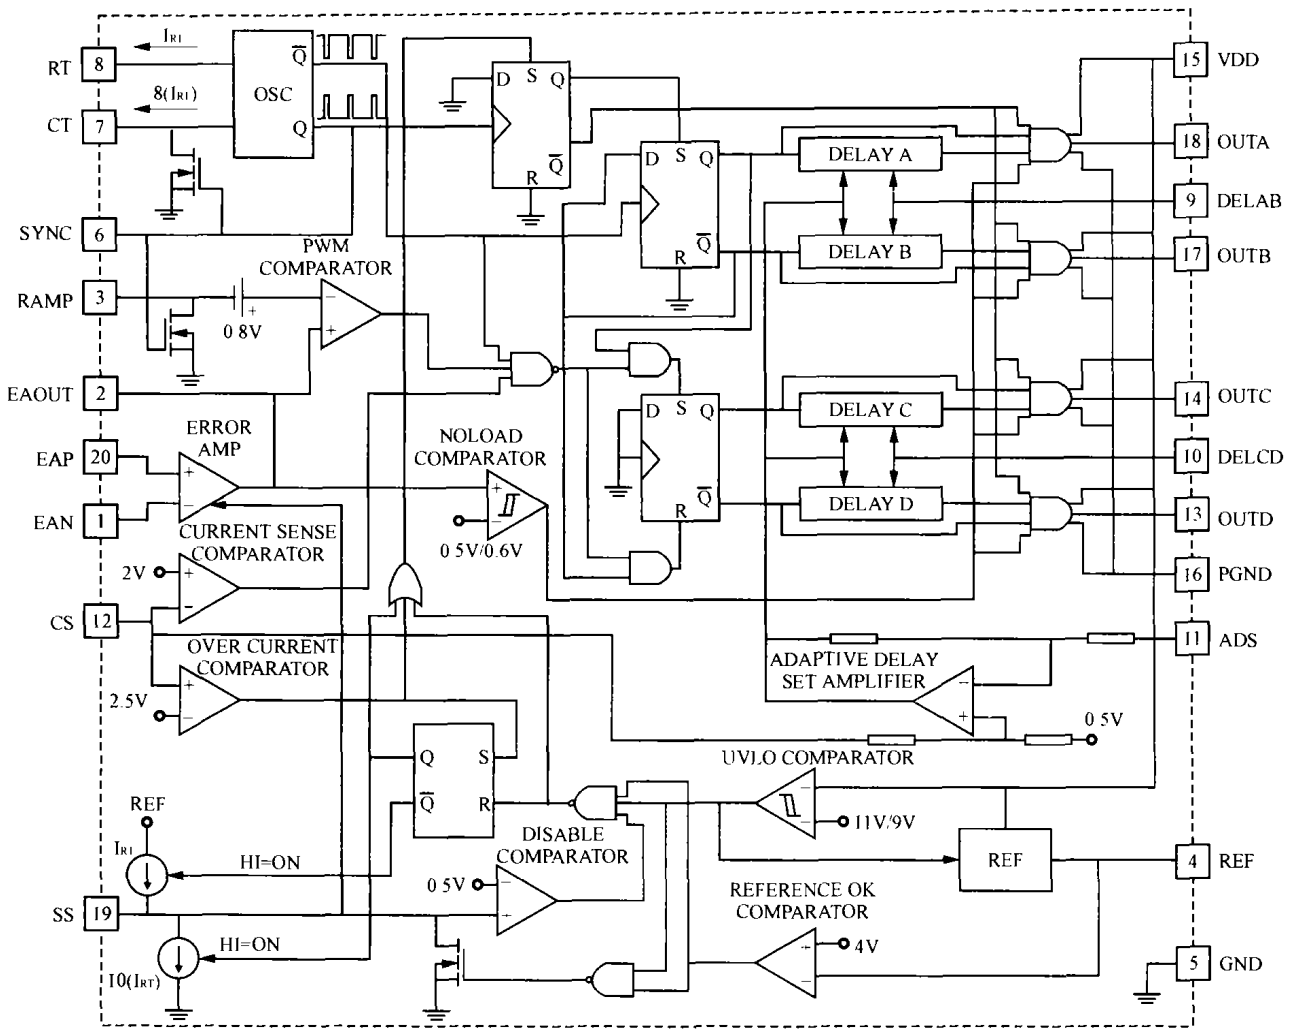 I_R1
RT 8
Q̅
OSC
8(I_R1)
CT 7
Q
D S Q
Q̅
R
VDD 15
D S Q
Q̅
R
DELAY A
OUTA 18
DELAB 9
SYNC 6
PWM
COMPARATOR
DELAY B
OUTB 17
RAMP 3
+
0 8V
−
+
EAOUT 2
D S Q
Q̅
R
DELAY C
OUTC 14
ERROR
AMP
NOLOAD
COMPARATOR
EAP 20
+
−
EAN 1
+
−
0 5V/0.6V
DELCD 10
DELAY D
OUTD 13
CURRENT SENSE
COMPARATOR
2V
+
−
PGND 16
CS 12
OVER CURRENT
COMPARATOR
2.5V
+
−
ADS 11
ADAPTIVE DELAY
SET AMPLIFIER
−
+
0 5V
Q S
Q̅ R
UVLO COMPARATOR
−
−
11V/9V
REF
I_R1
HI=ON
DISABLE
COMPARATOR
0 5V
−
+
REF
REF 4
SS 19
HI=ON
10(I_RT)
REFERENCE OK
COMPARATOR
+
−
4V
GND 5